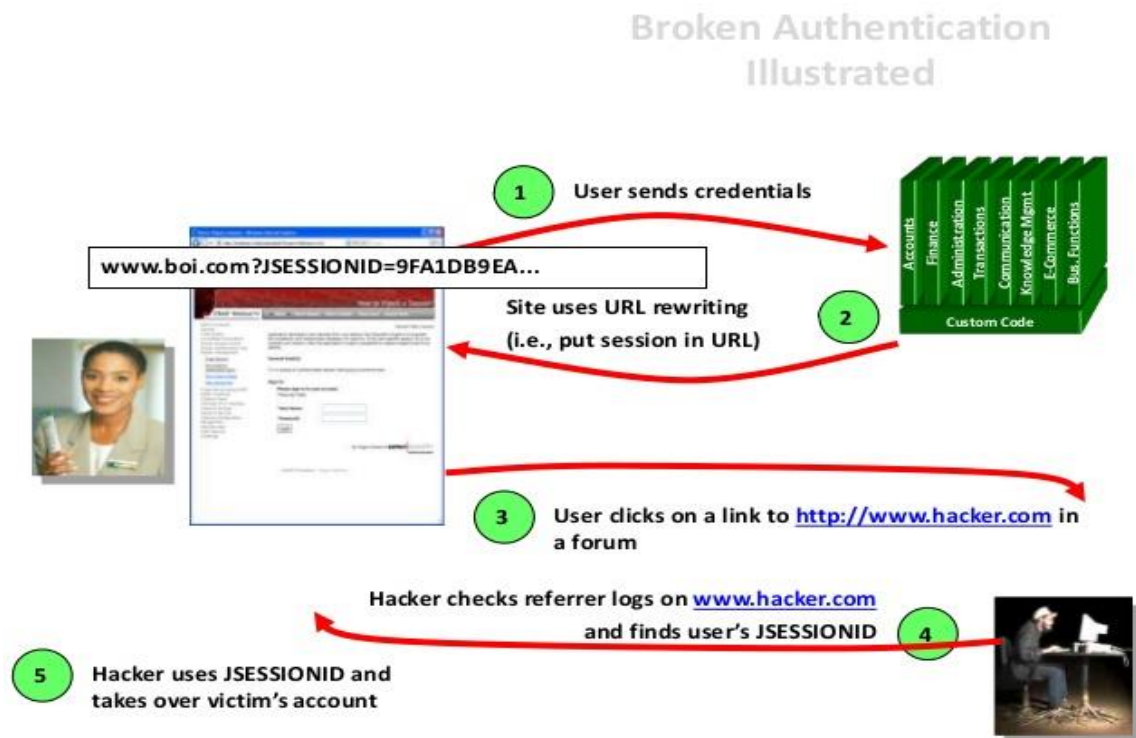 Broken Authentication
Illustrated
1
User sends credentials
Accounts
Finance
Administration
Transactions
Communication
Knowledge Mgmt
E-Commerce
Bus. Functions
Custom Code
www.boi.com?JSESSIONID=9FA1DB9EA...
Site uses URL rewriting
(i.e., put session in URL)
2
3
User clicks on a link to http://www.hacker.com in
a forum
Hacker checks referrer logs on www.hacker.com
and finds user's JSESSIONID
4
5
Hacker uses JSESSIONID and
takes over victim's account